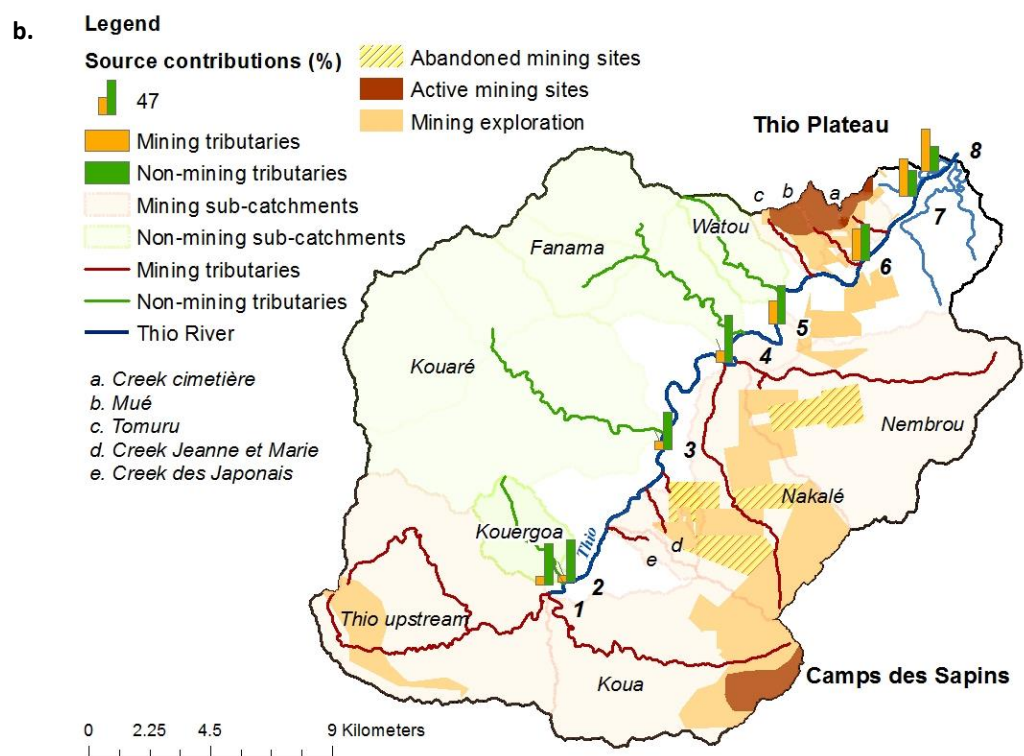 b.
Legend
Source contributions (%)
47
Mining tributaries
Non-mining tributaries
Mining sub-catchments
Non-mining sub-catchments
Mining tributaries
Non-mining tributaries
Thio River
Abandoned mining sites
Active mining sites
Mining exploration
a. Creek cimetière
b. Mué
c. Tomuru
d. Creek Jeanne et Marie
e. Creek des Japonais
Thio Plateau
8
c b a
Watou
7
Fanama
6
5
4
Kouaré
Nembrou
3
Nakalé
Kouergoa
Thio
d
e
2
1
Thio upstream
Koua
Camps des Sapins
0 2.25 4.5 9 Kilometers